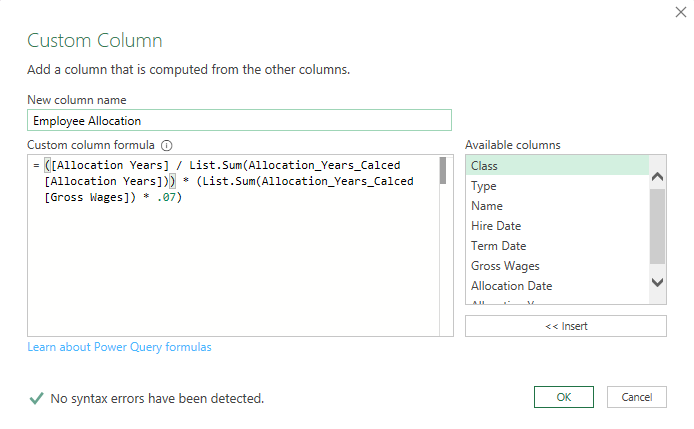 Custom Column
Add a column that is computed from the other columns.
New column name
Employee Allocation
Custom column formula
= ([Allocation Years] / List.Sum(Allocation_Years_Calced
[Allocation Years])) * (List.Sum(Allocation_Years_Calced
[Gross Wages]) * .07)
Available columns
Class
Type
Name
Hire Date
Term Date
Gross Wages
Allocation Date
<< Insert
Learn about Power Query formulas
No syntax errors have been detected.
OK
Cancel